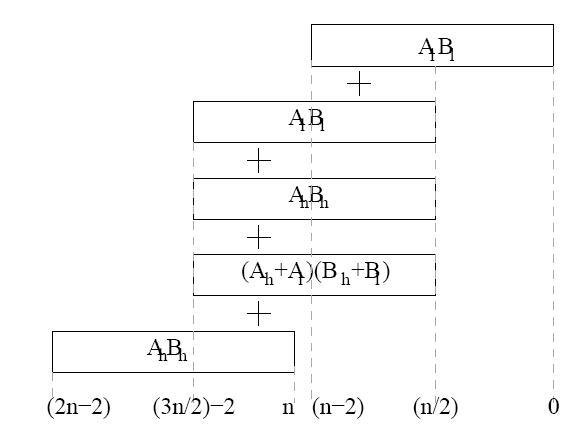 AₗBₗ
+
AₗBₗ
+
AₕBₕ
+
(Aₕ+Aₗ)(Bₕ+Bₗ)
+
AₕBₕ
(2n−2) (3n/2)−2 n (n−2) (n/2) 0